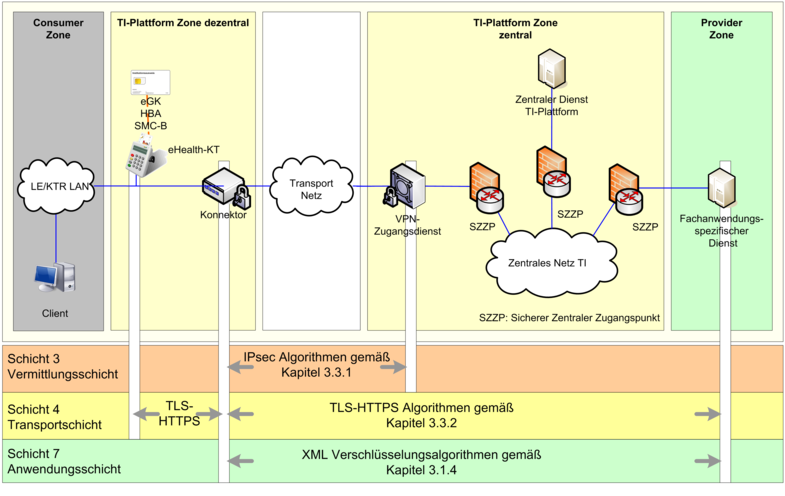 Consumer
Zone
TI-Plattform Zone dezentral
TI-Plattform Zone
zentral
Provider
Zone
eGK
HBA
SMC-B
eHealth-KT
Zentraler Dienst
TI-Plattform
LE/KTR LAN
Konnektor
Transport
Netz
VPN-
Zugangsdienst
SZZP
SZZP
SZZP
Fachanwendungs-
spezifischer
Dienst
Zentrales Netz TI
Client
SZZP: Sicherer Zentraler Zugangspunkt
Schicht 3
Vermittlungsschicht
IPsec Algorithmen gemäß
Kapitel 3.3.1
Schicht 4
Transportschicht
TLS-
HTTPS
TLS-HTTPS Algorithmen gemäß
Kapitel 3.3.2
Schicht 7
Anwendungsschicht
XML Verschlüsselungsalgorithmen gemäß
Kapitel 3.1.4